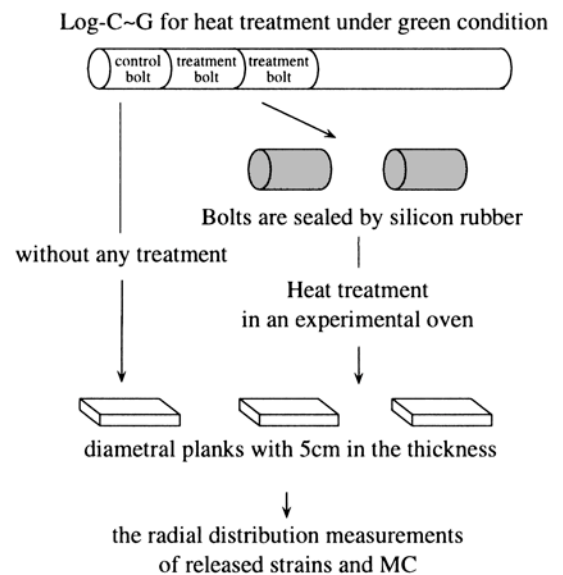 Log-C~G for heat treatment under green condition
control bolt
treatment bolt
treatment bolt
Bolts are sealed by silicon rubber
without any treatment
Heat treatment
in an experimental oven
diametral planks with 5cm in the thickness
the radial distribution measurements
of released strains and MC